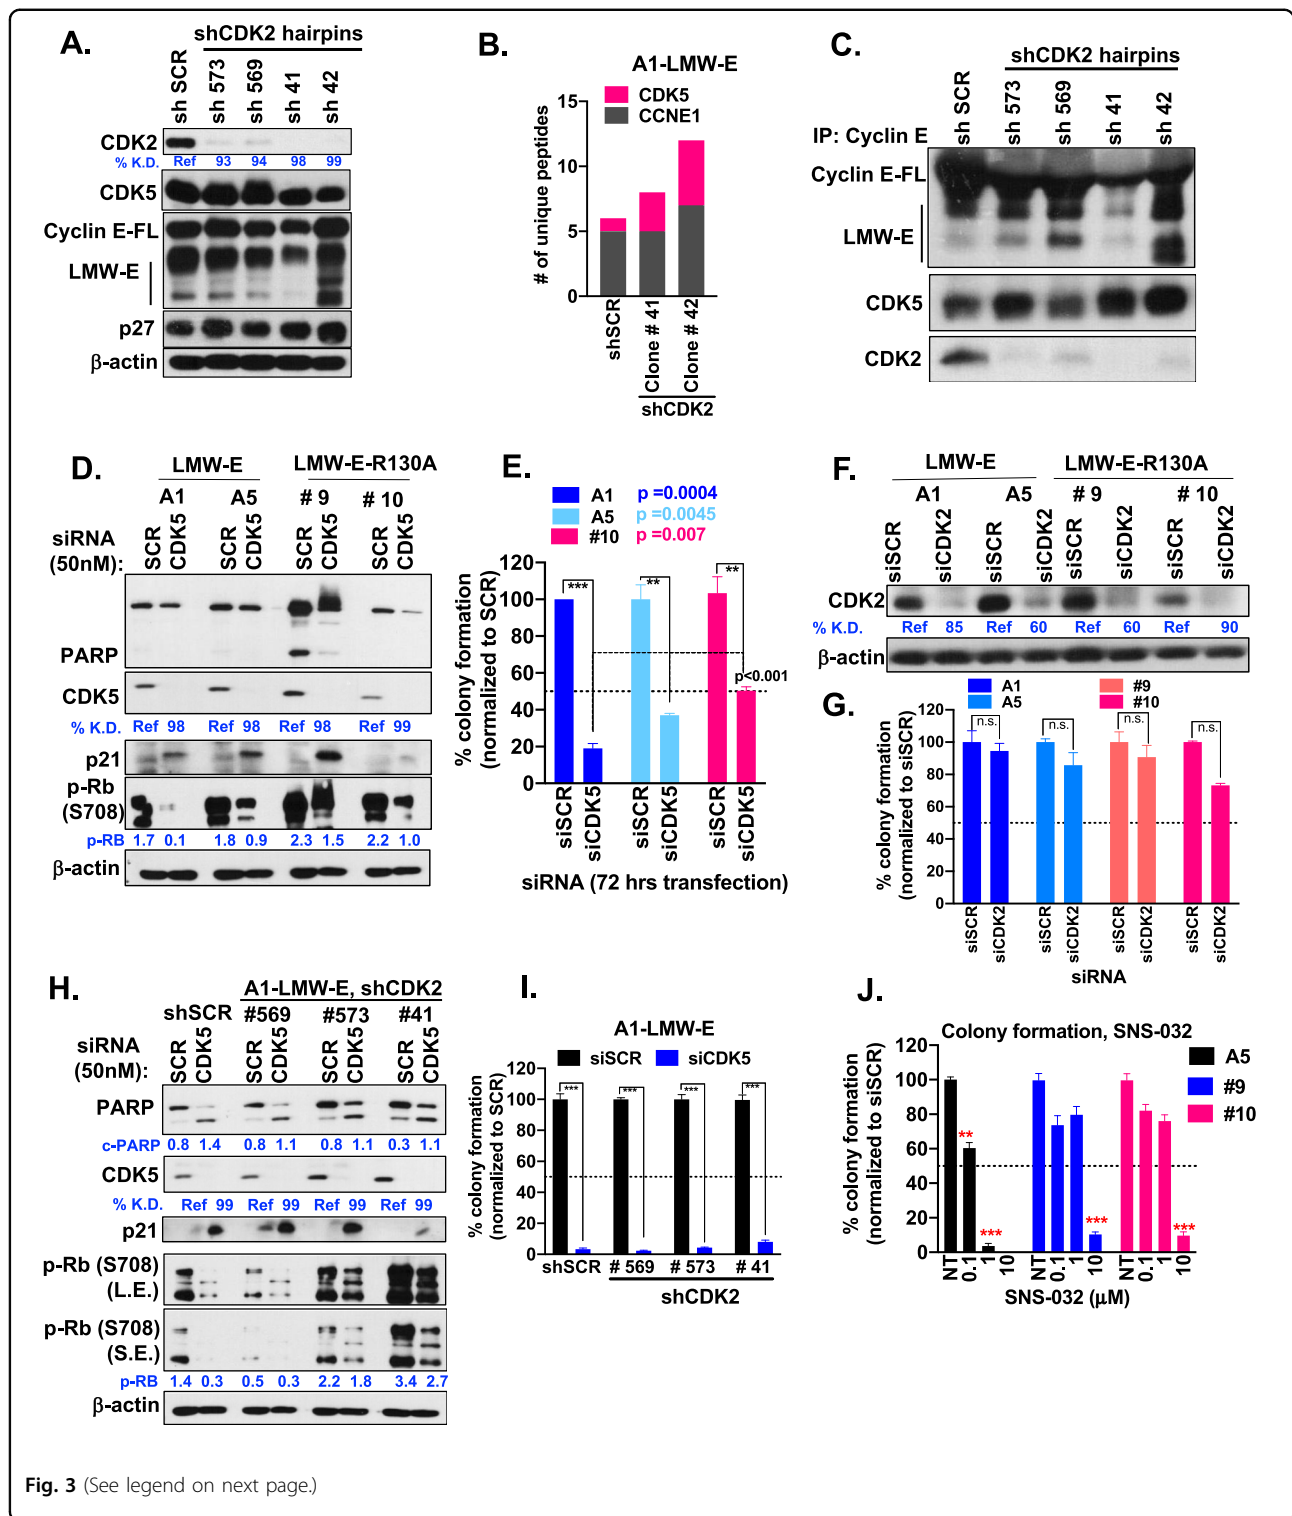 A.
shCDK2 hairpins
sh SCR
sh 573
sh 569
sh 41
sh 42
CDK2
% K.D. Ref 93 94 98 99
CDK5
Cyclin E-FL
LMW-E
p27
β-actin
B.
A1-LMW-E
CDK5
CCNE1
# of unique peptides
15
10
5
0
shSCR
Clone # 41
Clone # 42
shCDK2
C.
shCDK2 hairpins
sh SCR
sh 573
sh 569
sh 41
sh 42
IP: Cyclin E
Cyclin E-FL
LMW-E
CDK5
CDK2
D.
LMW-E LMW-E-R130A
A1 A5 # 9 # 10
siRNA
(50nM):
SCR CDK5 SCR CDK5 SCR CDK5 SCR CDK5
PARP
CDK5
% K.D. Ref 98 Ref 98 Ref 98 Ref 99
p21
p-Rb
(S708)
p-RB 1.7 0.1 1.8 0.9 2.3 1.5 2.2 1.0
β-actin
E.
A1 p =0.0004
A5 p =0.0045
#10 p =0.007
% colony formation
(normalized to SCR)
120
100
80
60
40
20
0
*** ** **
p<0.001
siSCR siCDK5 siSCR siCDK5 siSCR siCDK5
siRNA (72 hrs transfection)
F.
LMW-E LMW-E-R130A
A1 A5 # 9 # 10
siSCR siCDK2 siSCR siCDK2 siSCR siCDK2 siSCR siCDK2
CDK2
% K.D. Ref 85 Ref 60 Ref 60 Ref 90
β-actin
G.
A1 #9
A5 #10
% colony formation
(normalized to siSCR)
120
100
80
60
40
20
0
n.s. n.s. n.s. n.s.
siSCR siCDK2 siSCR siCDK2 siSCR siCDK2 siSCR siCDK2
siRNA
H.
A1-LMW-E, shCDK2
shSCR #569 #573 #41
siRNA
(50nM):
SCR CDK5 SCR CDK5 SCR CDK5 SCR CDK5
PARP
c-PARP 0.8 1.4 0.8 1.1 0.8 1.1 0.3 1.1
CDK5
% K.D. Ref 99 Ref 99 Ref 99 Ref 99
p21
p-Rb (S708)
(L.E.)
p-Rb (S708)
(S.E.)
p-RB 1.4 0.3 0.5 0.3 2.2 1.8 3.4 2.7
β-actin
I.
A1-LMW-E
siSCR siCDK5
% colony formation
(normalized to SCR)
120
100
80
60
40
20
0
*** *** *** ***
shSCR # 569 # 573 # 41
shCDK2
J.
Colony formation, SNS-032
A5
#9
#10
% colony formation
(normalized to siSCR)
120
100
80
60
40
20
0
** *** *** ***
NT 0.1 1 10 NT 0.1 1 10 NT 0.1 1 10
SNS-032 (μM)
Fig. 3 (See legend on next page.)